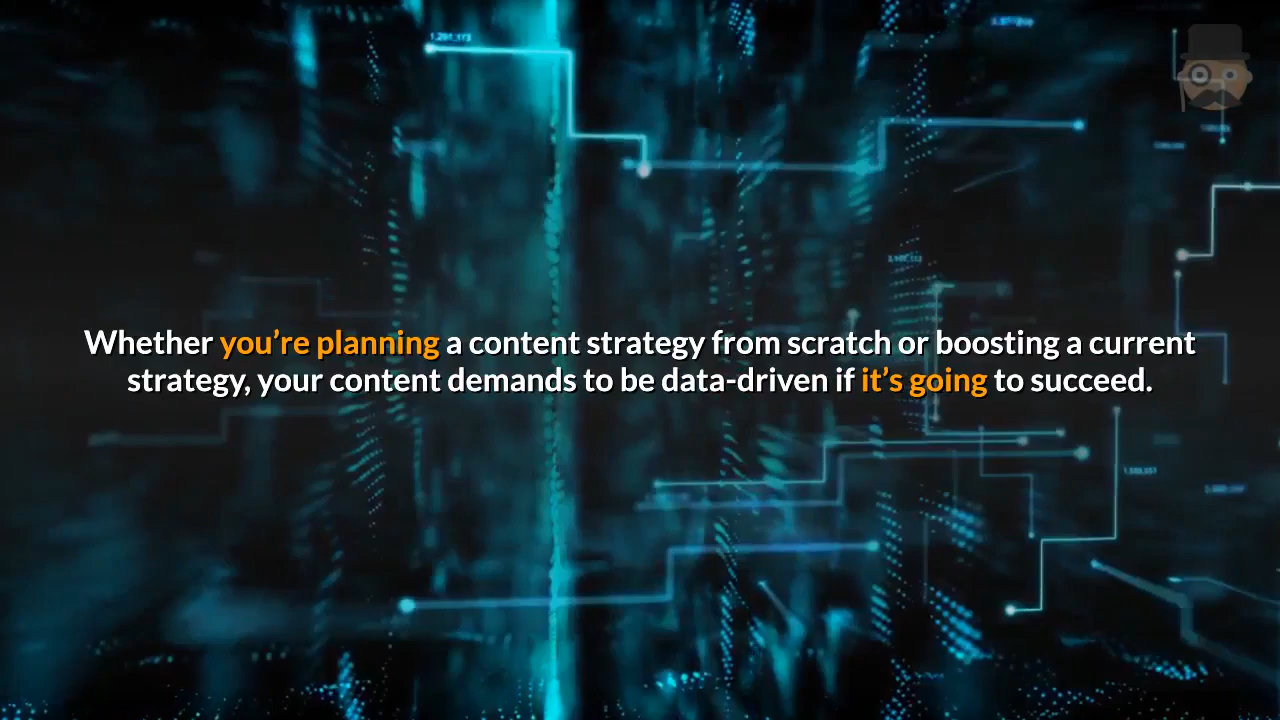 Whether you’re planning a content strategy from scratch or boosting a current
strategy, your content demands to be data-driven if it’s going to succeed.